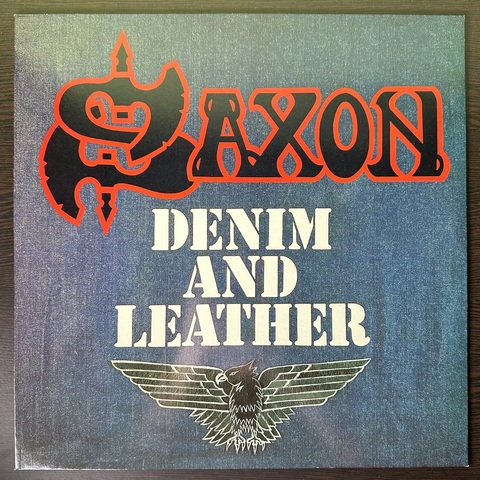 SAXON
DENIM
AND
LEATHER